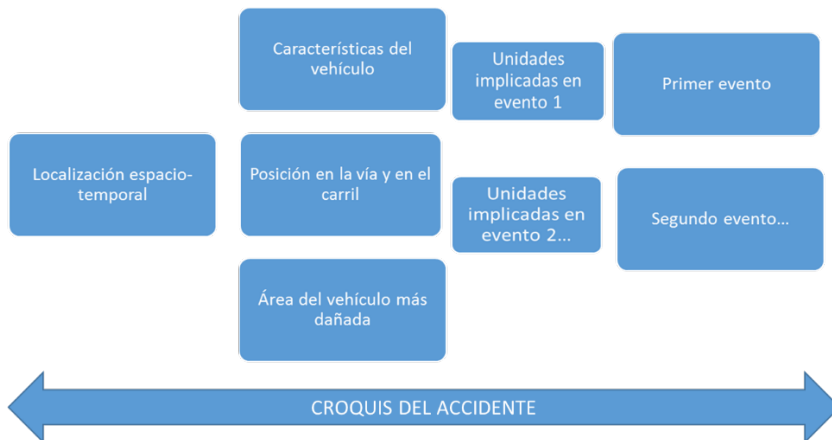 Localización espacio-
temporal
Características del
vehículo
Posición en la vía y en el
carril
Área del vehículo más
dañada
Unidades
implicadas en
evento 1
Unidades
implicadas en
evento 2...
Primer evento
Segundo evento...
CROQUIS DEL ACCIDENTE